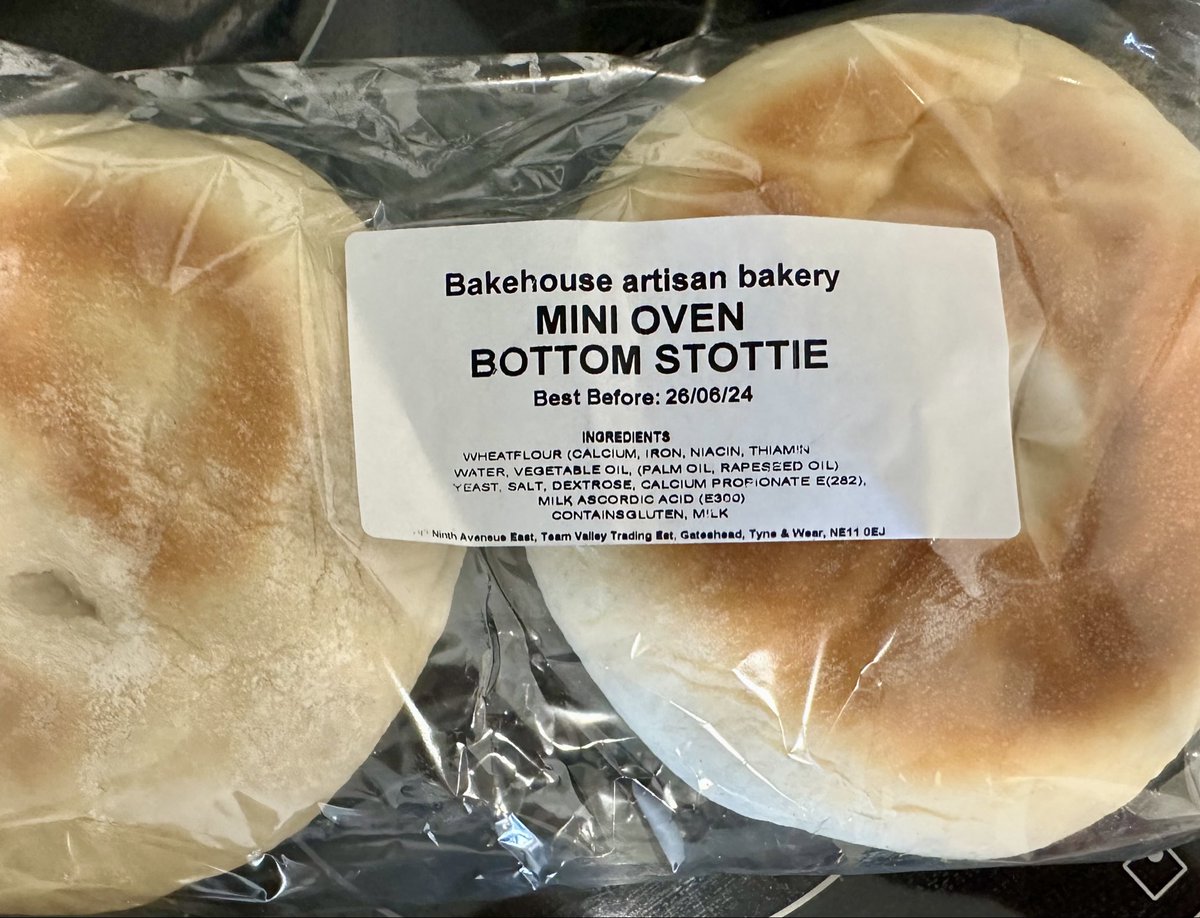 Bakehouse artisan bakery
MINI OVEN
BOTTOM STOTTIE
Best Before: 26/06/24
INGREDIENTS
WHEATFLOUR (CALCIUM, IRON, NIACIN, THIAMIN
WATER, VEGETABLE OIL, (PALM OIL, RAPESEED OIL)
YEAST, SALT, DEXTROSE, CALCIUM PROPIONATE E(282),
MILK ASCORDIC ACID (E300)
CONTAINSGLUTEN, MILK
Ninth Aveneue East, Team Valley Trading Est, Gateshead, Tyne & Wear, NE11 0EJ